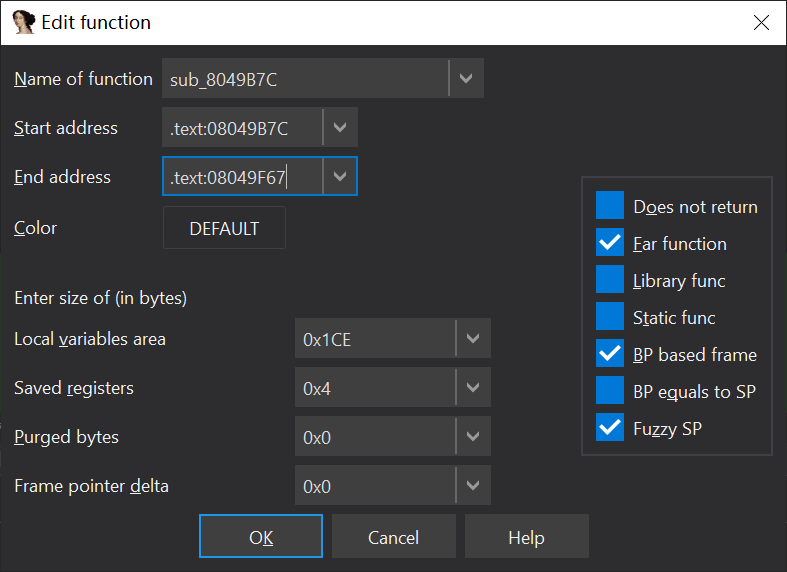 Edit function
Name of function sub_8049B7C
Start address .text:08049B7C
End address .text:08049F67
Color DEFAULT
Does not return
Far function
Library func
Static func
BP based frame
BP equals to SP
Fuzzy SP
Enter size of (in bytes)
Local variables area 0x1CE
Saved registers 0x4
Purged bytes 0x0
Frame pointer delta 0x0
OK Cancel Help